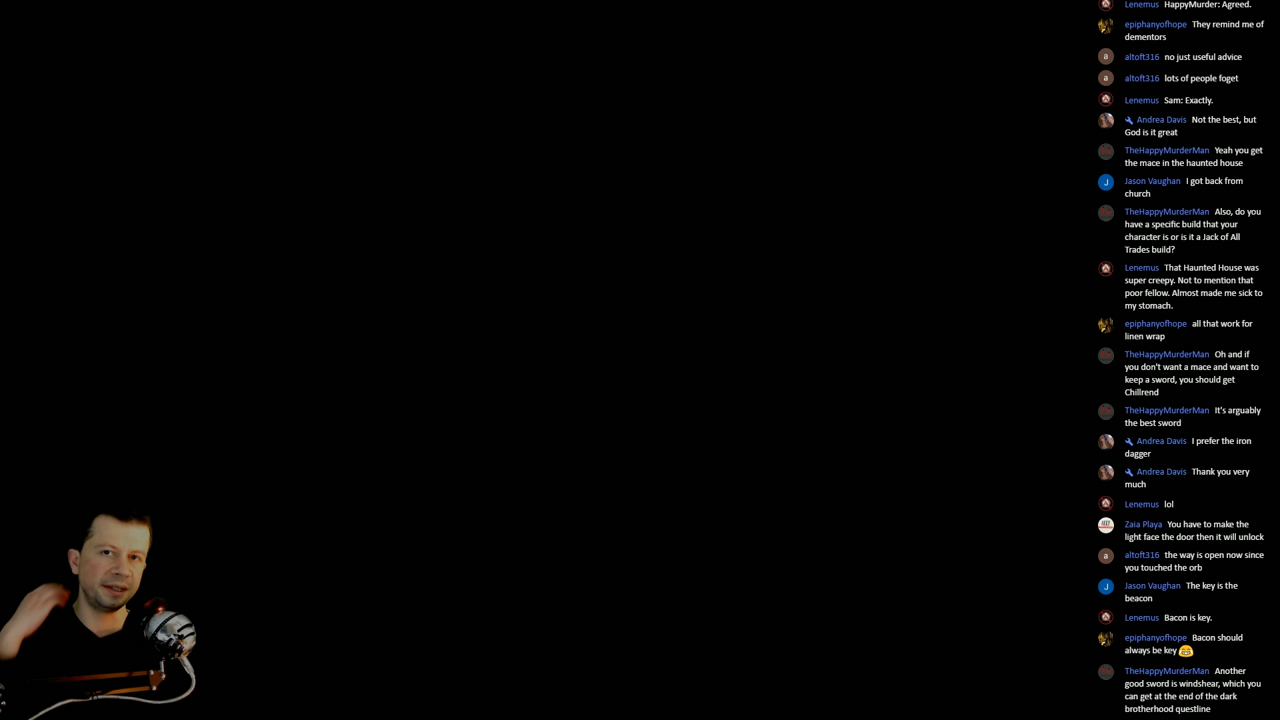 Lenemus HappyMurder: Agreed.
epiphanyofhope They remind me of
dementors
altoft316 no just useful advice
altoft316 lots of people foget
Lenemus Sam: Exactly.
Andrea Davis Not the best, but
God is it great
TheHappyMurderMan Yeah you get
the mace in the haunted house
Jason Vaughan I got back from
church
TheHappyMurderMan Also, do you
have a specific build that your
character is or is it a Jack of All
Trades build?
Lenemus That Haunted House was
super creepy. Not to mention that
poor fellow. Almost made me sick to
my stomach.
epiphanyofhope all that work for
linen wrap
TheHappyMurderMan Oh and if
you don't want a mace and want to
keep a sword, you should get
Chillrend
TheHappyMurderMan It's arguably
the best sword
Andrea Davis I prefer the iron
dagger
Andrea Davis Thank you very
much
Lenemus lol
Zaia Playa You have to make the
light face the door then it will unlock
altoft316 the way is open now since
you touched the orb
Jason Vaughan The key is the
beacon
Lenemus Bacon is key.
epiphanyofhope Bacon should
always be key 😂
TheHappyMurderMan Another
good sword is windshear, which you
can get at the end of the dark
brotherhood questline